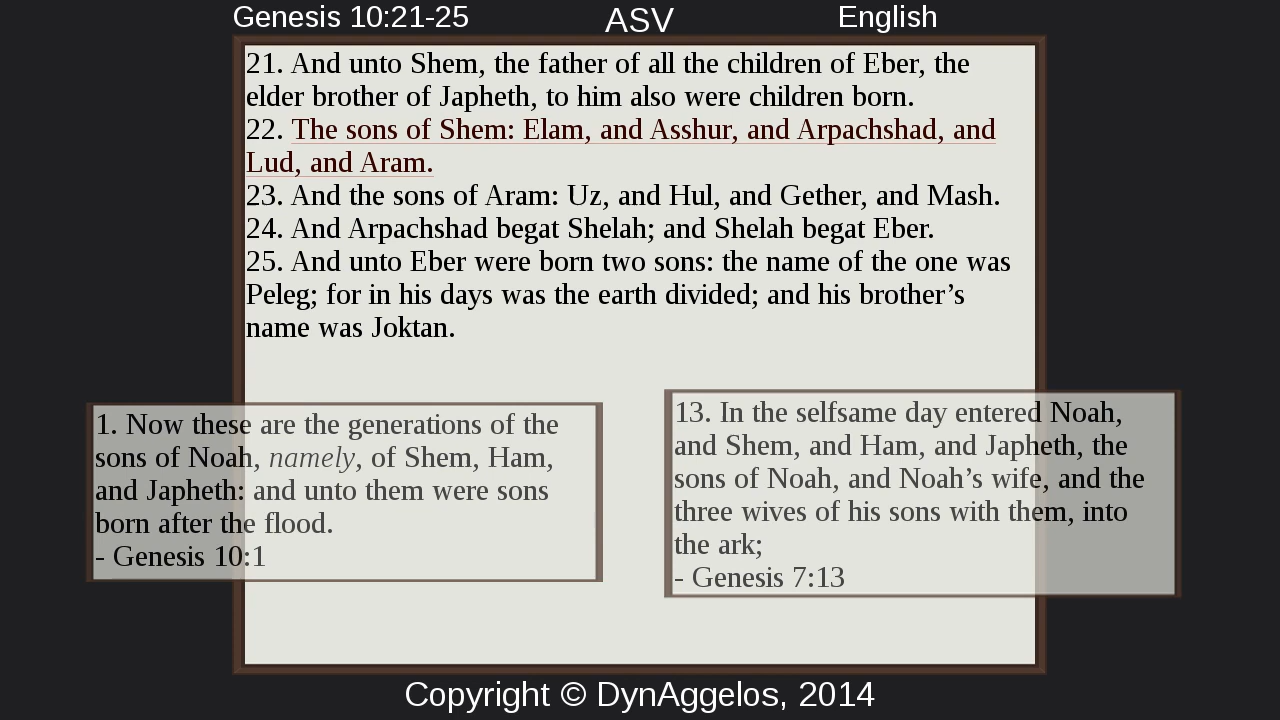 Genesis 10:21-25 ASV English
21. And unto Shem, the father of all the children of Eber, the
elder brother of Japheth, to him also were children born.
22. The sons of Shem: Elam, and Asshur, and Arpachshad, and
Lud, and Aram.
23. And the sons of Aram: Uz, and Hul, and Gether, and Mash.
24. And Arpachshad begat Shelah; and Shelah begat Eber.
25. And unto Eber were born two sons: the name of the one was
Peleg; for in his days was the earth divided; and his brother’s
name was Joktan.
1. Now these are the generations of the
sons of Noah, namely, of Shem, Ham,
and Japheth: and unto them were sons
born after the flood.
- Genesis 10:1
13. In the selfsame day entered Noah,
and Shem, and Ham, and Japheth, the
sons of Noah, and Noah’s wife, and the
three wives of his sons with them, into
the ark;
- Genesis 7:13
Copyright © DynAggelos, 2014